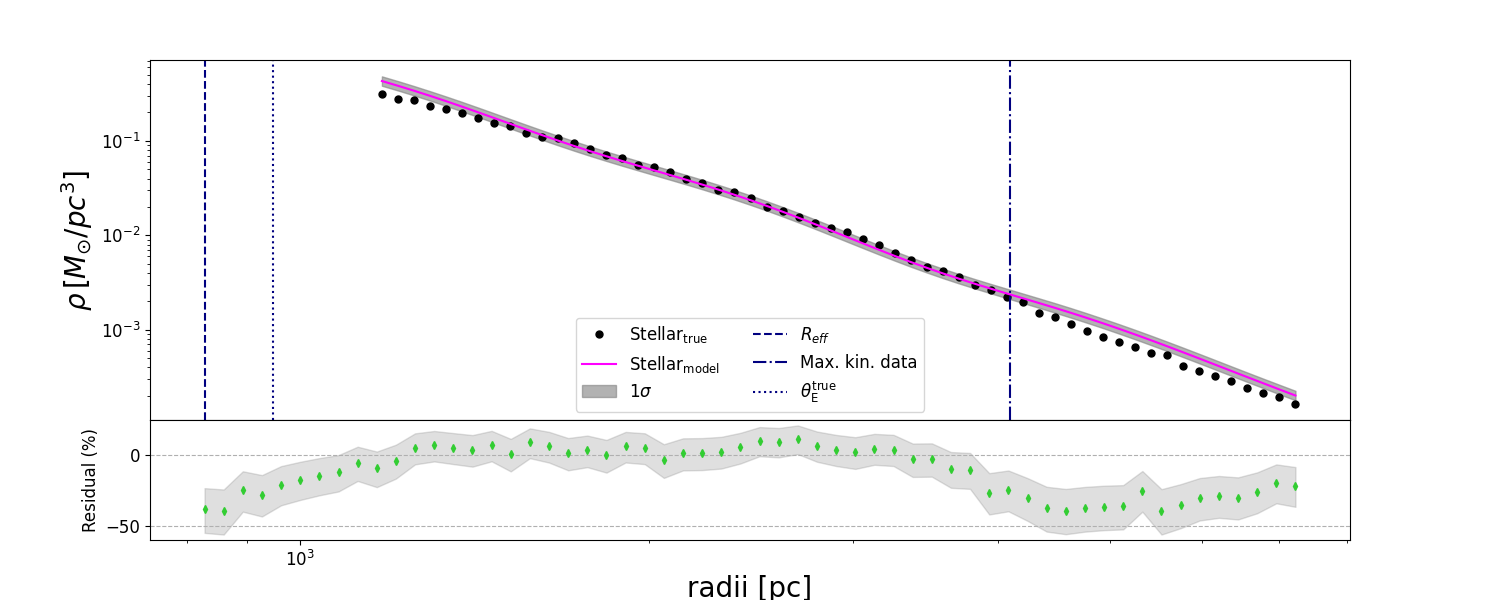 ρ [M⊙/pc³]
10⁻¹
10⁻²
10⁻³
Stellar_true
Stellar_model
1σ
R_eff
Max. kin. data
θ_E^true
Residual (%)
0
−50
10³
radii [pc]